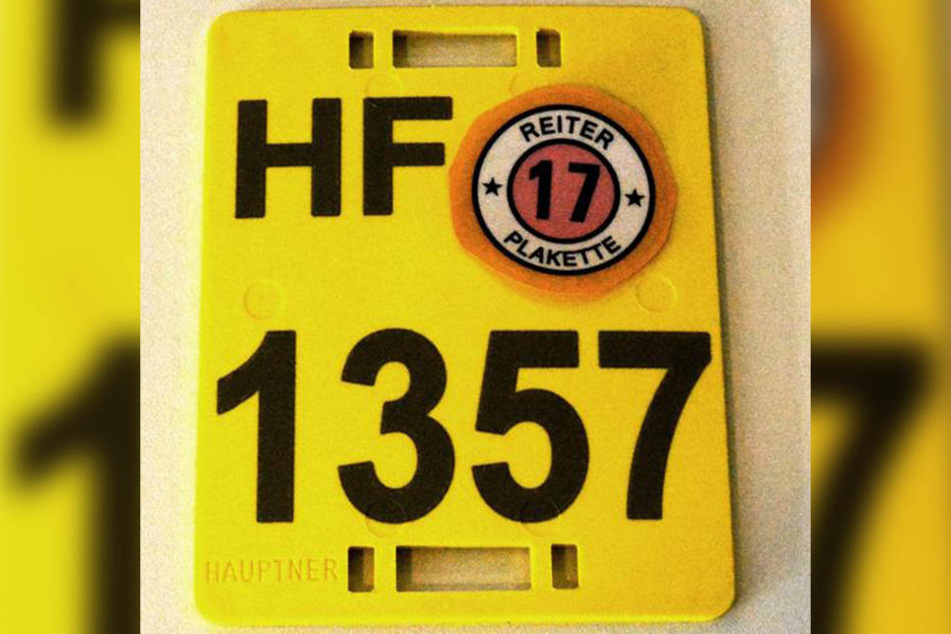 HF
REITER
17
PLAKETTE
1357
HAUPTNER